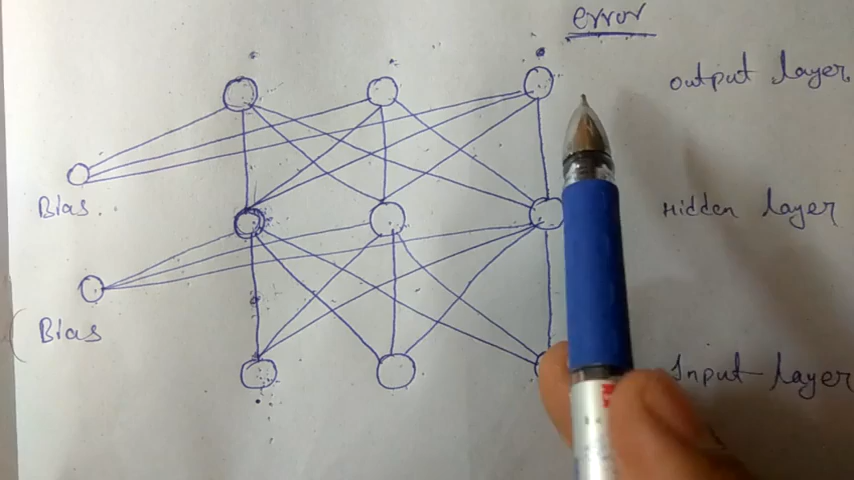 error
output layer
Bias
Hidden layer
Bias
Input layer